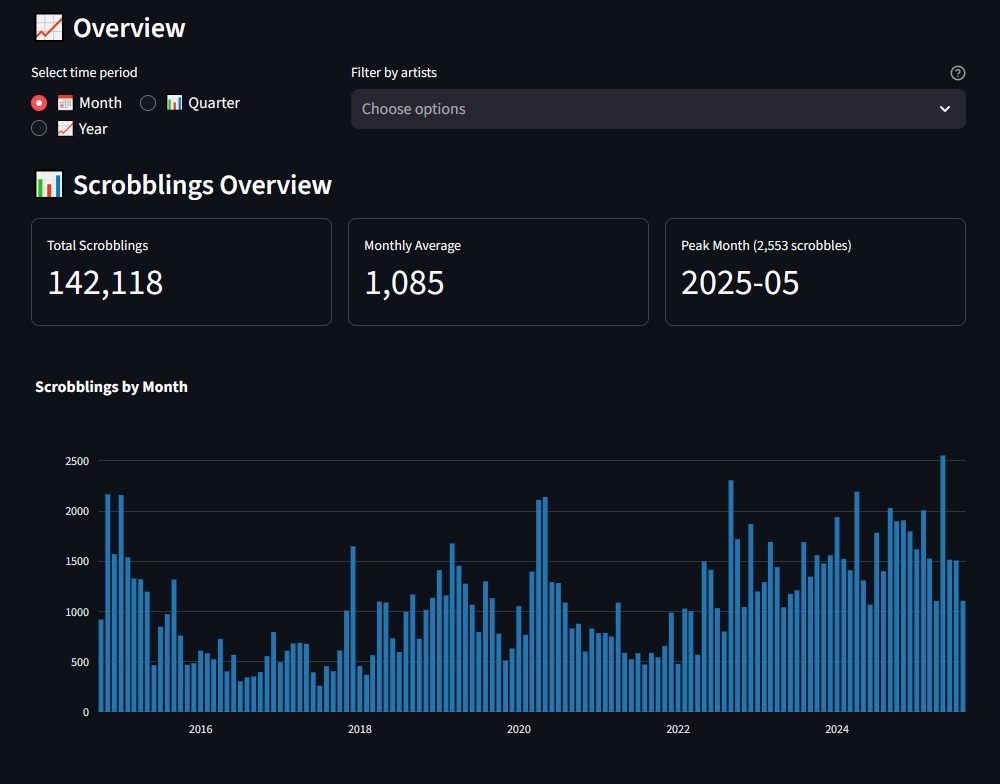 Overview
Select time period
Filter by artists
Month
Quarter
Year
Choose options
Scrobblings Overview
Total Scrobblings
142,118
Monthly Average
1,085
Peak Month (2,553 scrobbles)
2025-05
Scrobblings by Month
2500
2000
1500
1000
500
0
2016
2018
2020
2022
2024